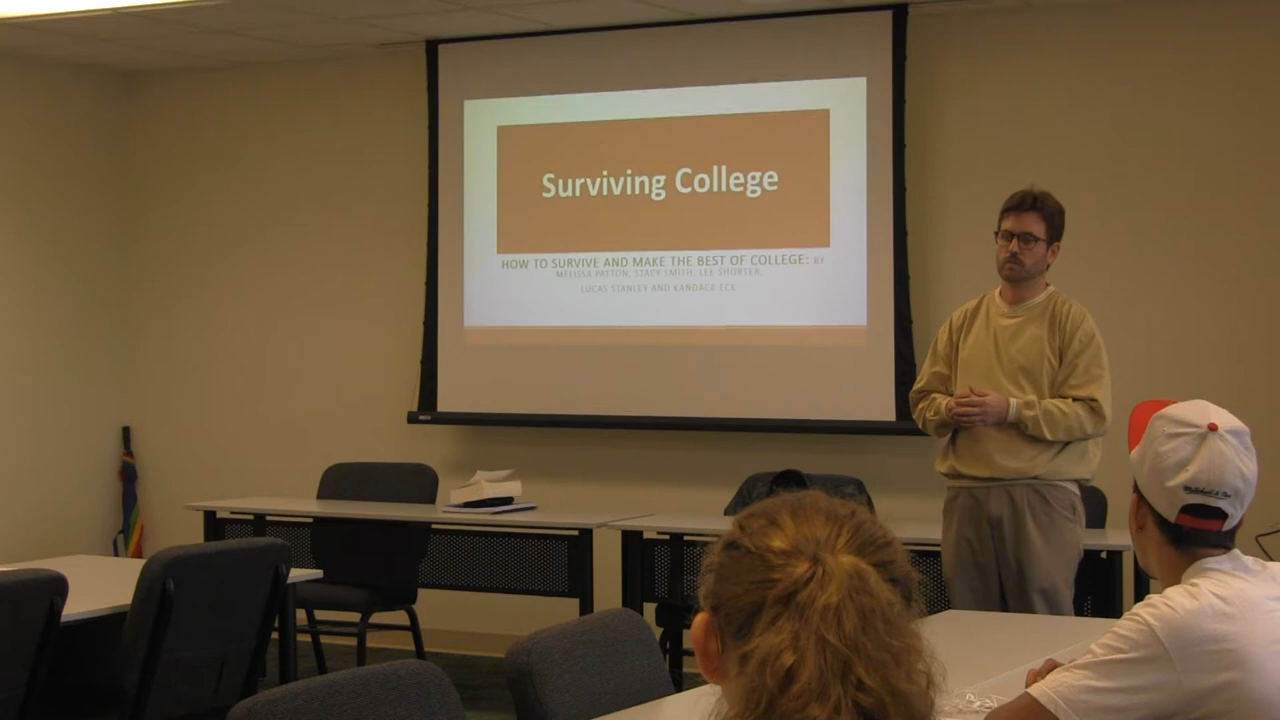 Surviving College
HOW TO SURVIVE AND MAKE THE BEST OF COLLEGE: BY
MELISSA PATTON, STACY SMITH, LEE SHORTER,
LUCAS STANLEY AND KANDACE ECK